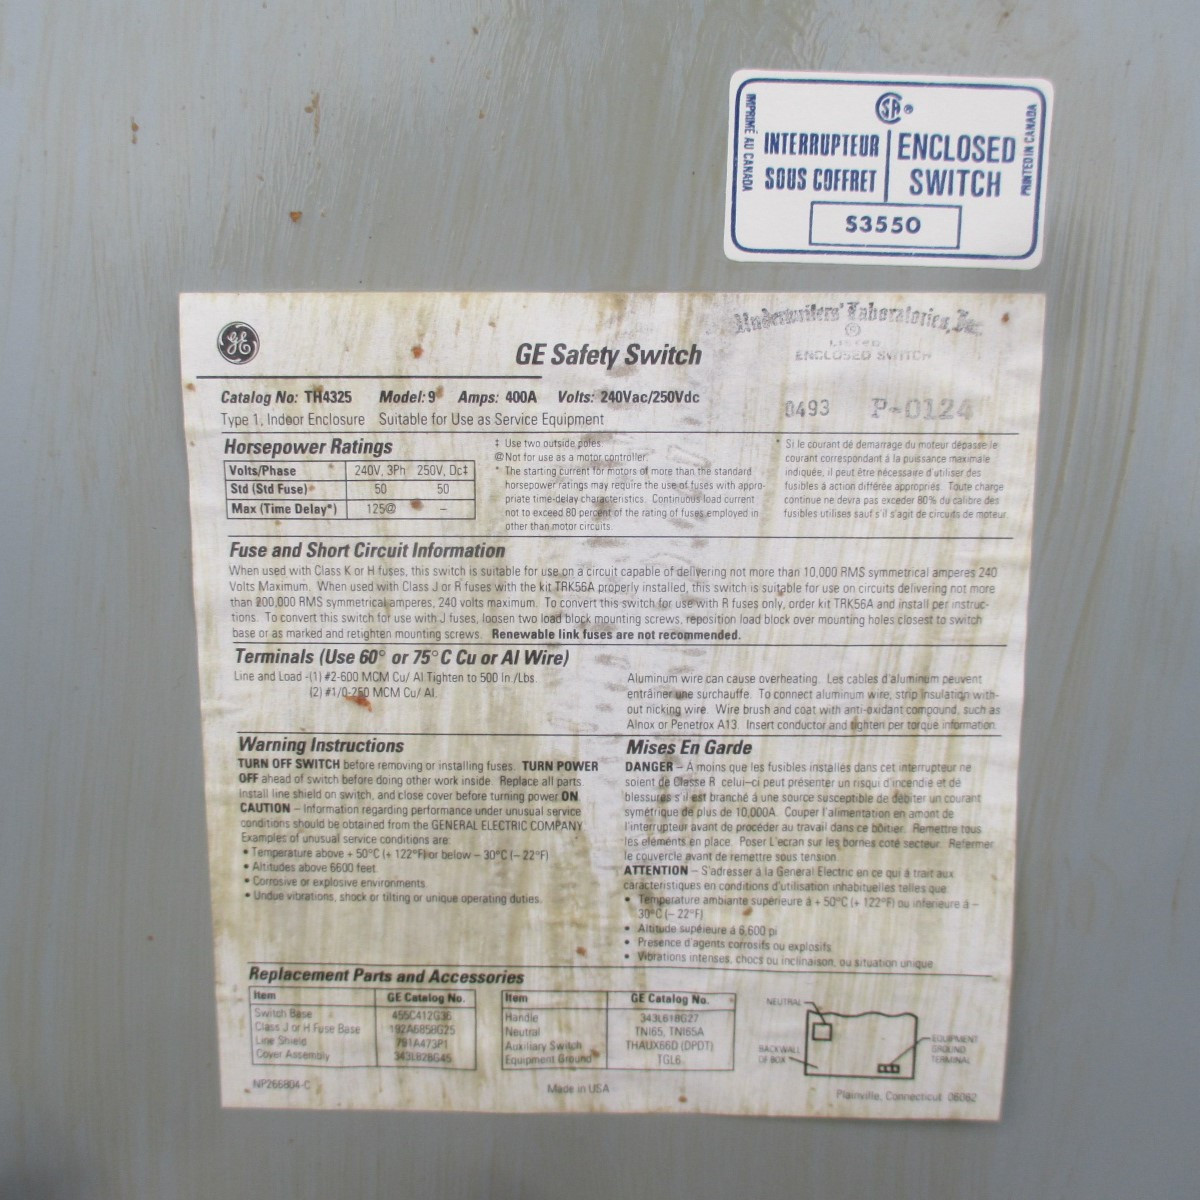 IMPRIMÉ AU CANADA
SA ®
INTERRUPTEUR SOUS COFFRET
ENCLOSED SWITCH
PRINTED IN CANADA
S3550
Underwriters' Laboratories, Inc.
®
LISTED
ENCLOSED SWITCH
GE
GE Safety Switch
Catalog No: TH4325 Model: 9 Amps: 400A Volts: 240Vac/250Vdc
Type 1, Indoor Enclosure Suitable for Use as Service Equipment
0493 P-0124
Horsepower Ratings
Volts/Phase 240V, 3Ph 250V, Dc‡
Std (Std Fuse) 50 50
Max (Time Delay*) 125@ –
‡ Use two outside poles.
@ Not for use as a motor controller.
* The starting current for motors of more than the standard
horsepower ratings may require the use of fuses with appro-
priate time-delay characteristics. Continuous load current
not to exceed 80 percent of the rating of fuses employed in
other than motor circuits.
* Si le courant dé demarrage du moteur dépasse le
courant correspondant à la puissance maximale
indiquée, il peut être nécessaire d'utiliser des
fusibles à action différée appropriés. Toute charge
continue ne devra pas exceder 80% du calibre des
fusibles utilises sauf s'il s'agit de circuits de moteur.
Fuse and Short Circuit Information
When used with Class K or H fuses, this switch is suitable for use on a circuit capable of delivering not more than 10,000 RMS symmetrical amperes 240
Volts Maximum. When used with Class J or R fuses with the kit TRK56A properly installed, this switch is suitable for use on circuits delivering not more
than 200,000 RMS symmetrical amperes, 240 volts maximum. To convert this switch for use with R fuses only, order kit TRK56A and install per instruc-
tions. To convert this switch for use with J fuses, loosen two load block mounting screws, reposition load block over mounting holes closest to switch
base or as marked and retighten mounting screws. Renewable link fuses are not recommended.
Terminals (Use 60° or 75°C Cu or Al Wire)
Line and Load -(1) #2-600 MCM Cu/ Al Tighten to 500 In./Lbs.
(2) #1/0-250 MCM Cu/ Al.
Aluminum wire can cause overheating. Les cables d'aluminum peuvent
entraîner une surchauffe. To connect aluminum wire, strip insulation with-
out nicking wire. Wire brush and coat with anti-oxidant compound, such as
Alnox or Penetrox A13. Insert conductor and tighten per torque information.
Warning Instructions
TURN OFF SWITCH before removing or installing fuses. TURN POWER
OFF ahead of switch before doing other work inside. Replace all parts.
Install line shield on switch, and close cover before turning power ON.
CAUTION – Information regarding performance under unusual service
conditions should be obtained from the GENERAL ELECTRIC COMPANY.
Examples of unusual service conditions are:
• Temperature above + 50°C (+ 122°F) or below – 30°C (– 22°F)
• Altitudes above 6600 feet.
• Corrosive or explosive environments.
• Undue vibrations, shock or tilting or unique operating duties.
Mises En Garde
DANGER – A moins que les fusibles installés dans cet interrupteur ne
soient de Classe R celui-ci peut présenter un risqui d'incendie et dé
blessures s'il est branché à une source susceptible de débiter un courant
symétrique de plus de 10,000A. Couper l'alimentation en amont de
l'interrupteur avant de procéder au travail dans ce bôitier. Remettre tous
les éléments en place. Poser L'ecran sur les bornes coté secteur. Refermer
le couvercle avant de remettre sous tension.
ATTENTION – S'adresser à la General Electric en ce qui à trait aux
caractéristiques en conditions d'utilisation inhabituelles telles que
• Température ambiante supérieure à + 50°C (+ 122°F) ou inférieure à –
30°C (– 22°F)
• Altitude supérieure à 6,600 pi
• Présence d'agents corrosifs ou explosifs
• Vibrations intenses, chocs ou inclinaison, ou situation unique
Replacement Parts and Accessories
Item GE Catalog No.
Switch Base 455C412G36
Class J or H Fuse Base 192A6858G25
Line Shield 791A473P1
Cover Assembly 343L828G45
Item GE Catalog No.
Handle 343L618G27
Neutral TNI65, TNI65A
Auxiliary Switch THAUX66D (DPDT)
Equipment Ground TGL6
NEUTRAL
BACKWALL
OF BOX
EQUIPMENT
GROUND
TERMINAL
NP266804-C
Made in USA
Plainville, Connecticut 06062